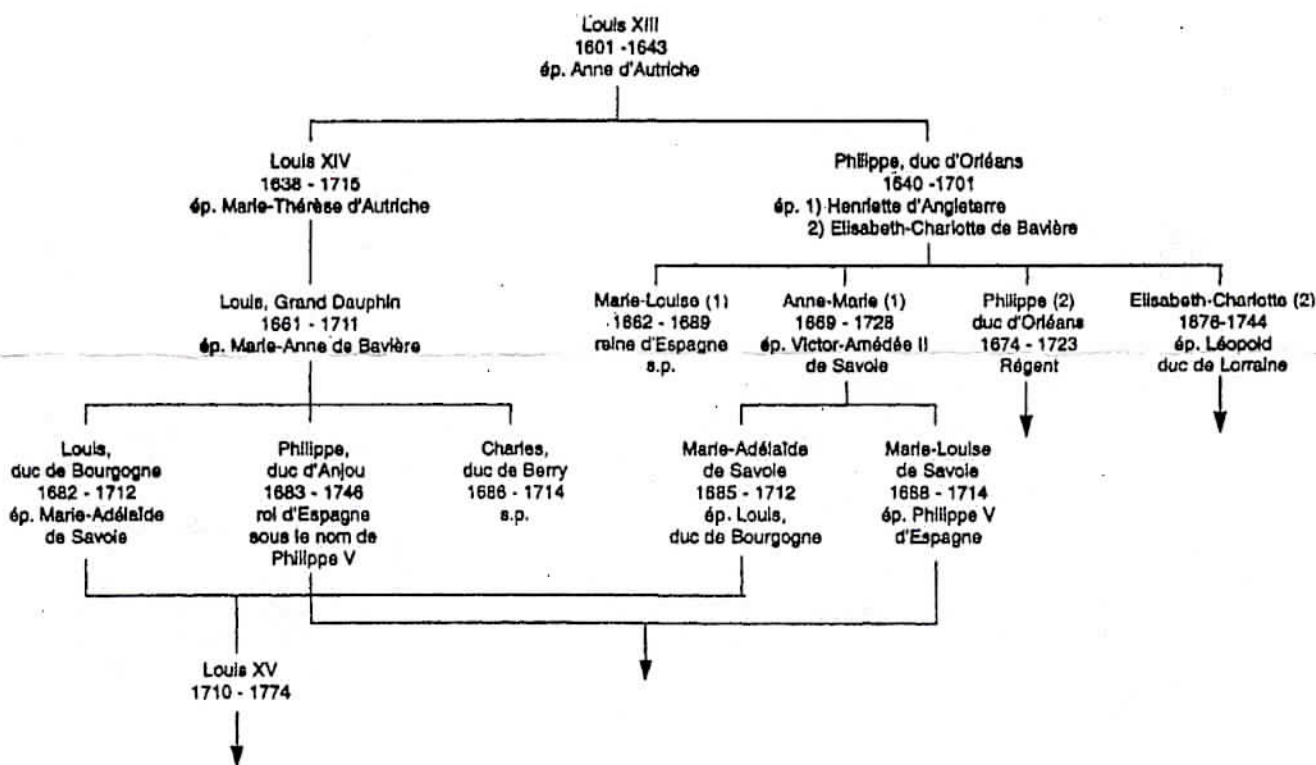 Louis XIII
1601 -1643
ép. Anne d'Autriche
Louis XIV
1638 - 1715
ép. Marie-Thérèse d'Autriche
Philippe, duc d'Orléans
1640 -1701
ép. 1) Henriette d'Angleterre
2) Elisabeth-Charlotte de Bavière
Louis, Grand Dauphin
1661 - 1711
ép. Marie-Anne de Bavière
Marie-Louise (1)
1662 - 1689
reine d'Espagne
s.p.
Anne-Marie (1)
1669 - 1728
ép. Victor-Amédée II
de Savoie
Philippe (2)
duc d'Orléans
1674 - 1723
Régent
Elisabeth-Charlotte (2)
1676-1744
ép. Léopold
duc de Lorraine
Louis,
duc de Bourgogne
1682 - 1712
ép. Marie-Adélaïde
de Savoie
Philippe,
duc d'Anjou
1683 - 1746
roi d'Espagne
sous le nom de
Philippe V
Charles,
duc de Berry
1686 - 1714
s.p.
Marie-Adélaïde
de Savoie
1685 - 1712
ép. Louis,
duc de Bourgogne
Marie-Louise
de Savoie
1688 - 1714
ép. Philippe V
d'Espagne
Louis XV
1710 - 1774